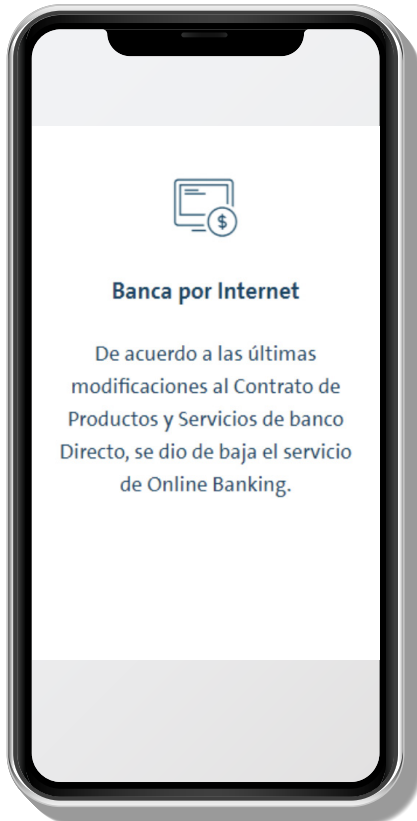 $
Banca por Internet
De acuerdo a las últimas
modificaciones al Contrato de
Productos y Servicios de banco
Directo, se dio de baja el servicio
de Online Banking.